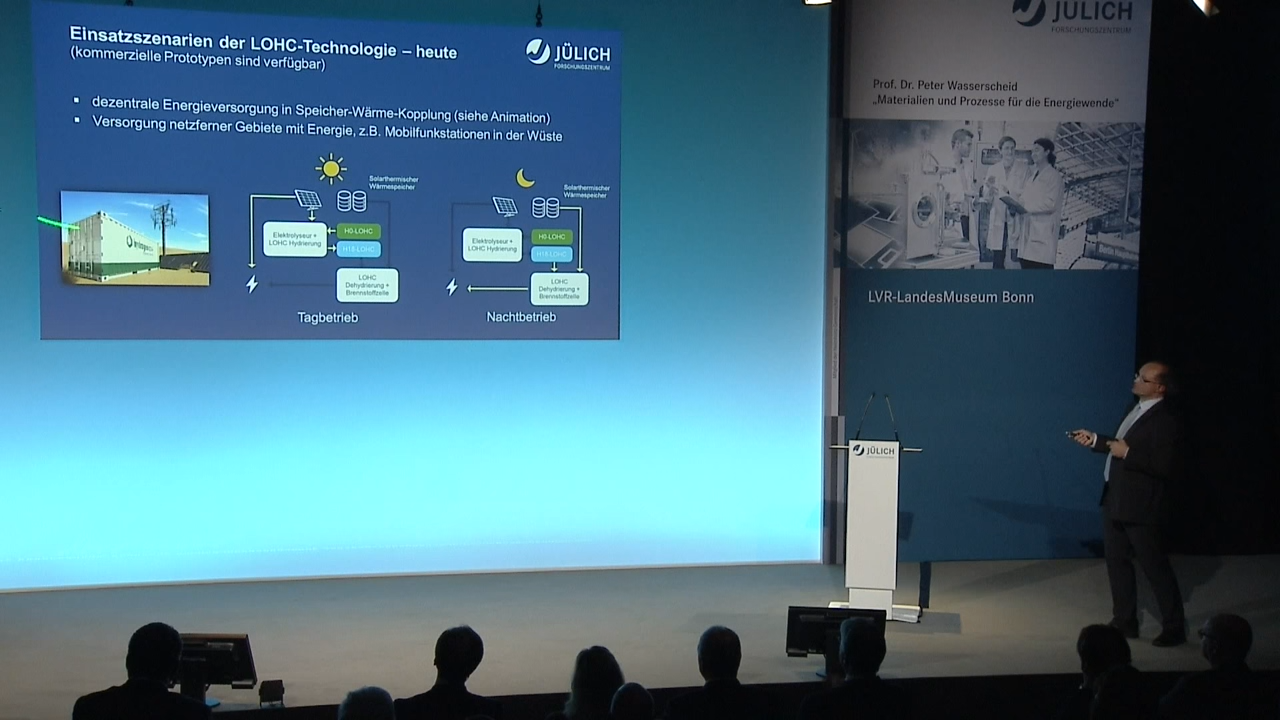 Einsatzszenarien der LOHC-Technologie – heute
(kommerzielle Prototypen sind verfügbar)
JÜLICH
FORSCHUNGSZENTRUM
▪ dezentrale Energieversorgung in Speicher-Wärme-Kopplung (siehe Animation)
▪ Versorgung netzferner Gebiete mit Energie, z.B. Mobilfunkstationen in der Wüste
Solarthermischer
Wärmespeicher
Elektrolyseur +
LOHC Hydrierung
H0-LOHC
H18-LOHC
LOHC
Dehydrierung +
Brennstoffzelle
Tagbetrieb
Solarthermischer
Wärmespeicher
Elektrolyseur +
LOHC Hydrierung
H0-LOHC
H18-LOHC
LOHC
Dehydrierung +
Brennstoffzelle
Nachtbetrieb
JÜLICH
FORSCHUNGSZENTRUM
Prof. Dr. Peter Wasserscheid
„Materialien und Prozesse für die Energiewende“
LVR-LandesMuseum Bonn
JÜLICH